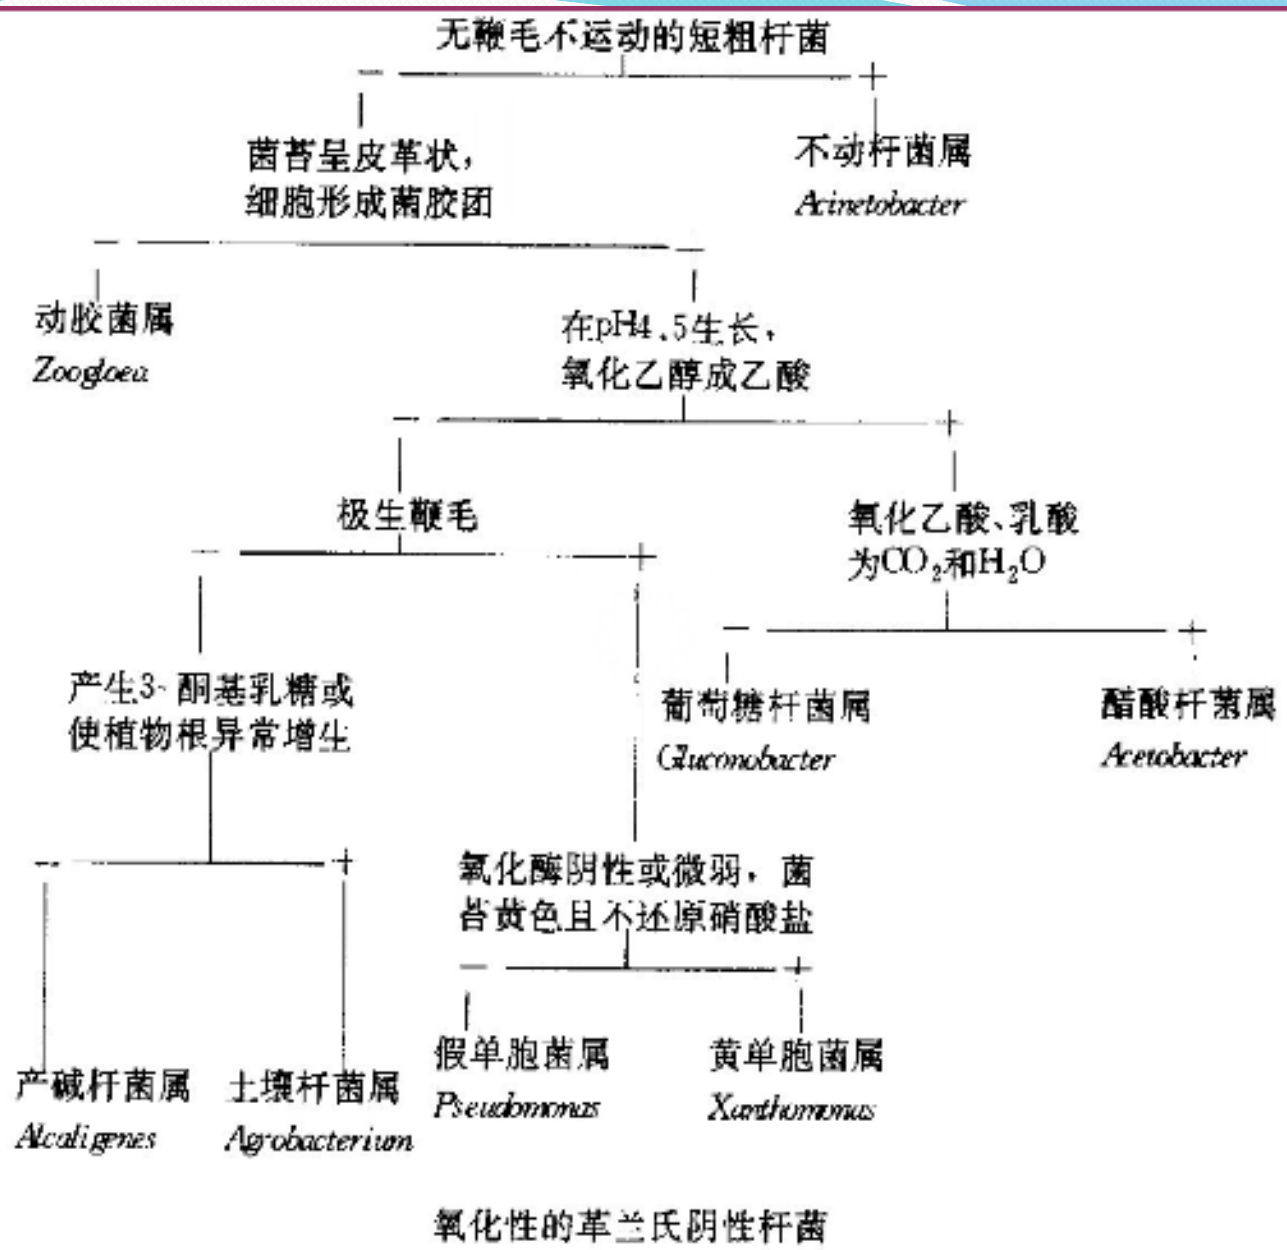 无鞭毛不运动的短粗杆菌
− +
菌苔呈皮革状，
细胞形成菌胶团
不动杆菌属
Acinetobacter
−
动胶菌属
Zoogloea
在pH4.5生长，
氧化乙醇成乙酸
− +
极生鞭毛
氧化乙酸、乳酸
为CO₂和H₂O
− +
− +
产生3-酮基乳糖或
使植物根异常增生
葡萄糖杆菌属
Gluconobacter
醋酸杆菌属
Acetobacter
− +
氧化酶阴性或微弱，菌
苔黄色且不还原硝酸盐
− +
产碱杆菌属
Alcaligenes
土壤杆菌属
Agrobacterium
假单胞菌属
Pseudomonas
黄单胞菌属
Xanthomonas
氧化性的革兰氏阴性杆菌